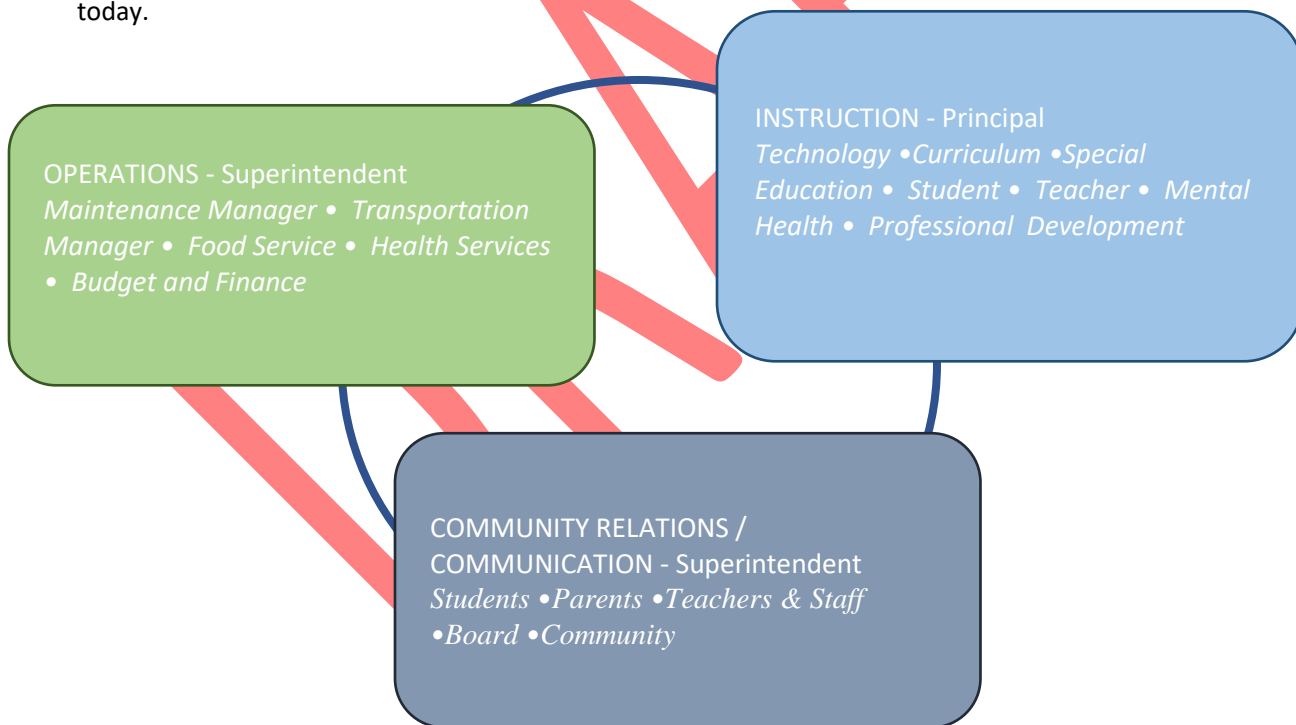 today.
OPERATIONS - Superintendent
Maintenance Manager • Transportation
Manager • Food Service • Health Services
• Budget and Finance
INSTRUCTION - Principal
Technology •Curriculum •Special
Education • Student • Teacher • Mental
Health • Professional Development
COMMUNITY RELATIONS /
COMMUNICATION - Superintendent
Students •Parents •Teachers & Staff
•Board •Community